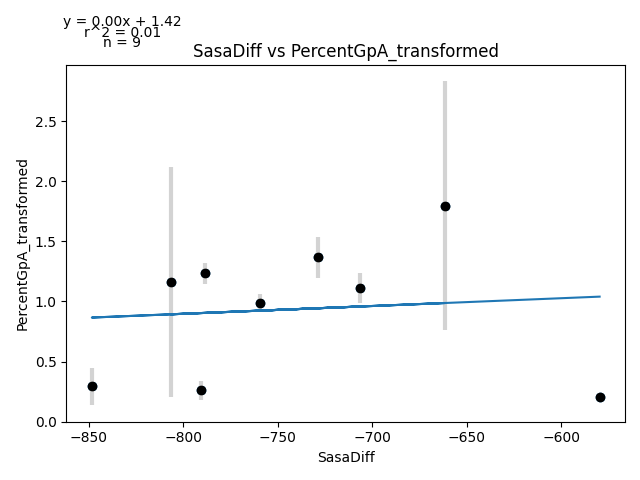 y = 0.00x + 1.42
r^2 = 0.01
n = 9
SasaDiff vs PercentGpA_transformed
PercentGpA_transformed
2.5
2.0
1.5
1.0
0.5
0.0
−850
−800
−750
−700
−650
−600
SasaDiff